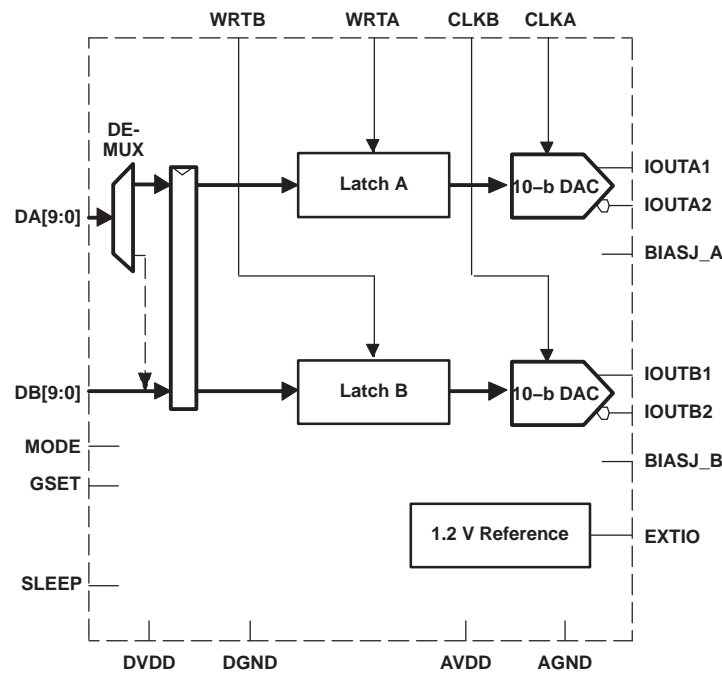 WRTB
WRTA
CLKB
CLKA
DE-
MUX
DA[9:0]
Latch A
10–b DAC
IOUTA1
IOUTA2
BIASJ_A
DB[9:0]
Latch B
10–b DAC
IOUTB1
IOUTB2
MODE
BIASJ_B
GSET
1.2 V Reference
EXTIO
SLEEP
DVDD
DGND
AVDD
AGND